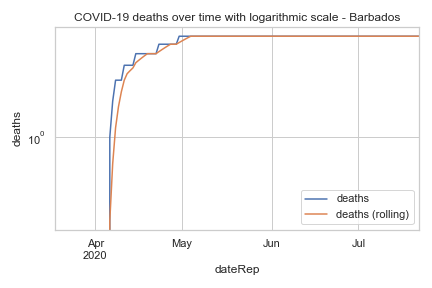 COVID-19 deaths over time with logarithmic scale - Barbados
deaths
10⁰
deaths
deaths (rolling)
Apr
2020
May
Jun
Jul
dateRep